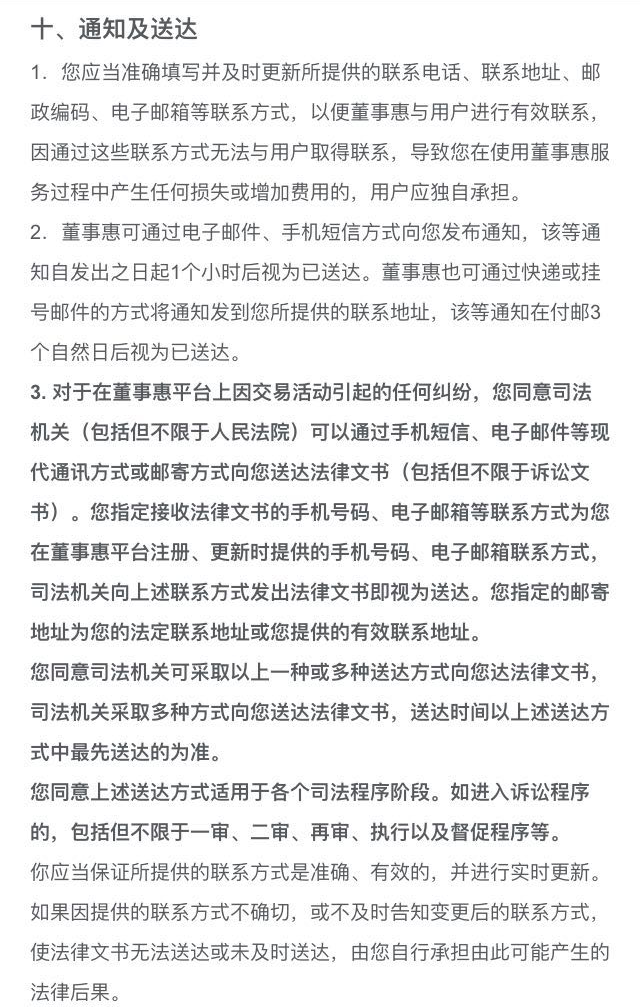 十、通知及送达
1. 您应当准确填写并及时更新所提供的联系电话、联系地址、邮
政编码、电子邮箱等联系方式，以便董事惠与用户进行有效联系，
因通过这些联系方式无法与用户取得联系，导致您在使用董事惠服
务过程中产生任何损失或增加费用的，用户应独自承担。
2. 董事惠可通过电子邮件、手机短信方式向您发布通知，该等通
知自发出之日起1个小时后视为已送达。董事惠也可通过快递或挂
号邮件的方式将通知发到您所提供的联系地址，该等通知在付邮3
个自然日后视为已送达。
3. 对于在董事惠平台上因交易活动引起的任何纠纷，您同意司法
机关（包括但不限于人民法院）可以通过手机短信、电子邮件等现
代通讯方式或邮寄方式向您送达法律文书（包括但不限于诉讼文
书）。您指定接收法律文书的手机号码、电子邮箱等联系方式为您
在董事惠平台注册、更新时提供的手机号码、电子邮箱联系方式，
司法机关向上述联系方式发出法律文书即视为送达。您指定的邮寄
地址为您的法定联系地址或您提供的有效联系地址。
您同意司法机关可采取以上一种或多种送达方式向您达法律文书，
司法机关采取多种方式向您送达法律文书，送达时间以上述送达方
式中最先送达的为准。
您同意上述送达方式适用于各个司法程序阶段。如进入诉讼程序
的，包括但不限于一审、二审、再审、执行以及督促程序等。
你应当保证所提供的联系方式是准确、有效的，并进行实时更新。
如果因提供的联系方式不确切，或不及时告知变更后的联系方式，
使法律文书无法送达或未及时送达，由您自行承担由此可能产生的
法律后果。